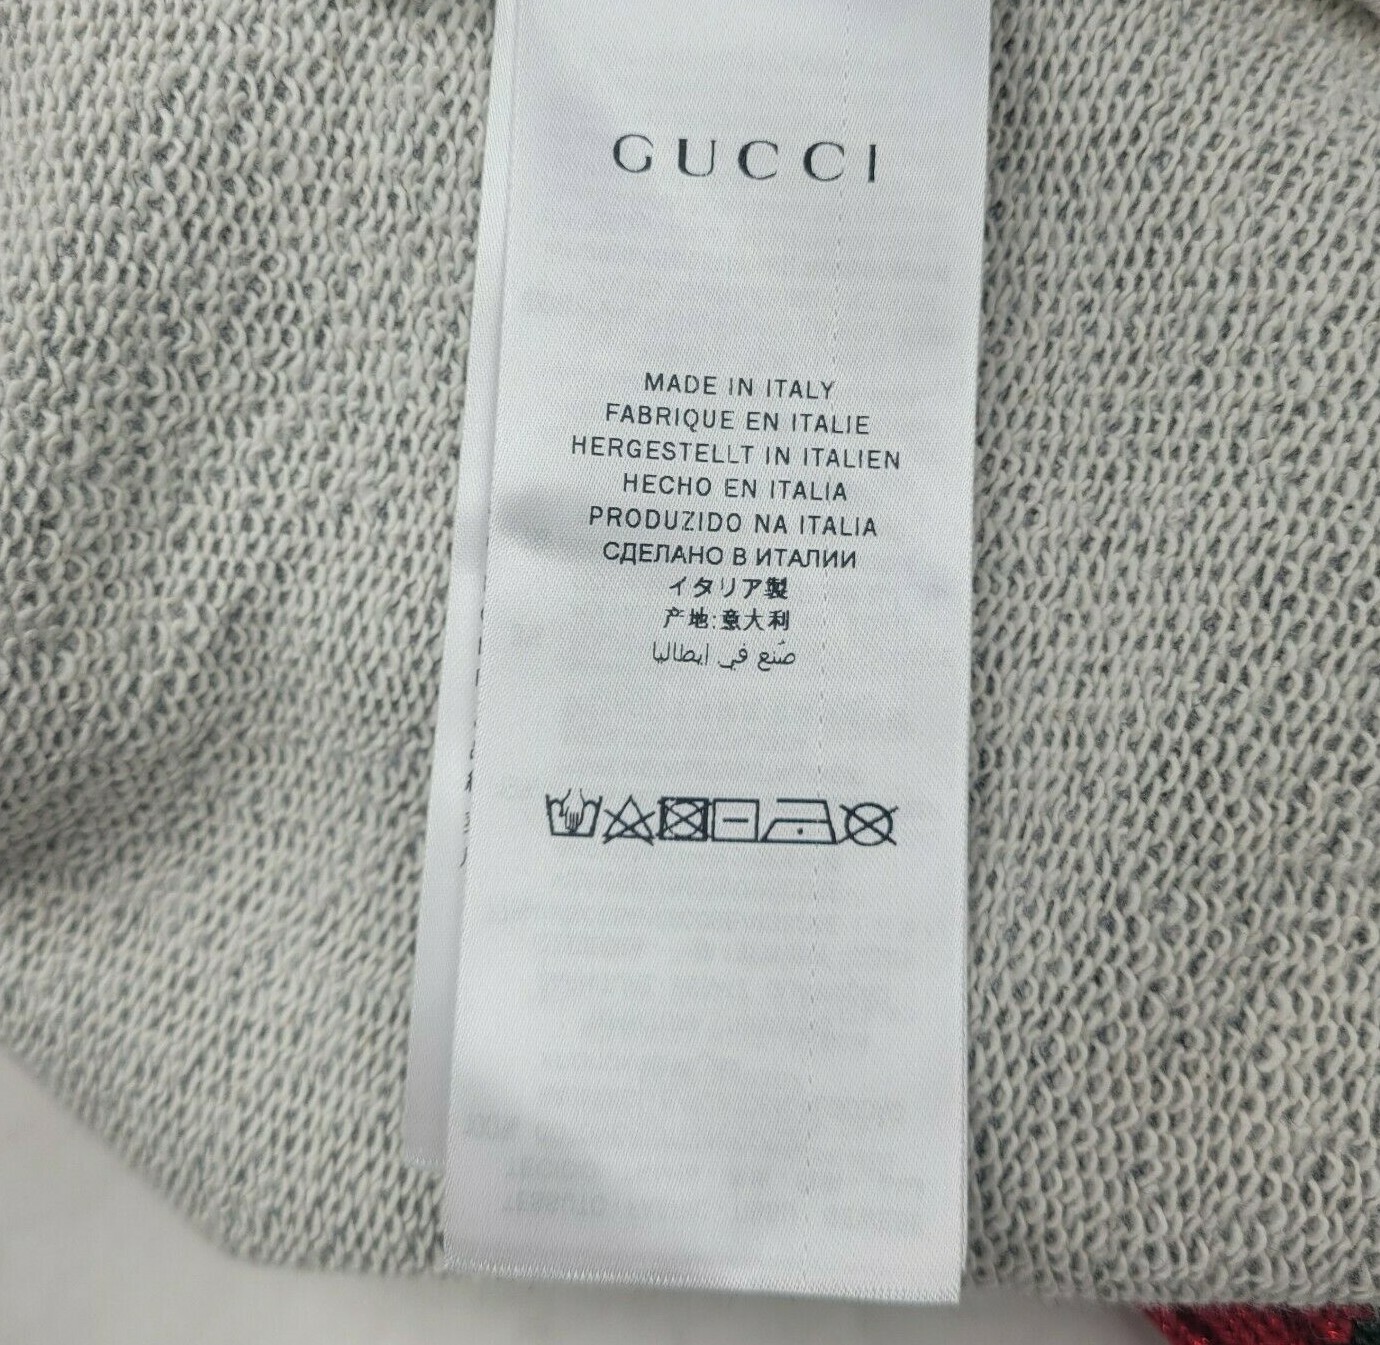 GUCCI
MADE IN ITALY
FABRIQUE EN ITALIE
HERGESTELLT IN ITALIEN
HECHO EN ITALIA
PRODUZIDO NA ITALIA
СДЕЛАНО В ИТАЛИИ
イタリア製
产地:意大利
صُنع في ايطاليا